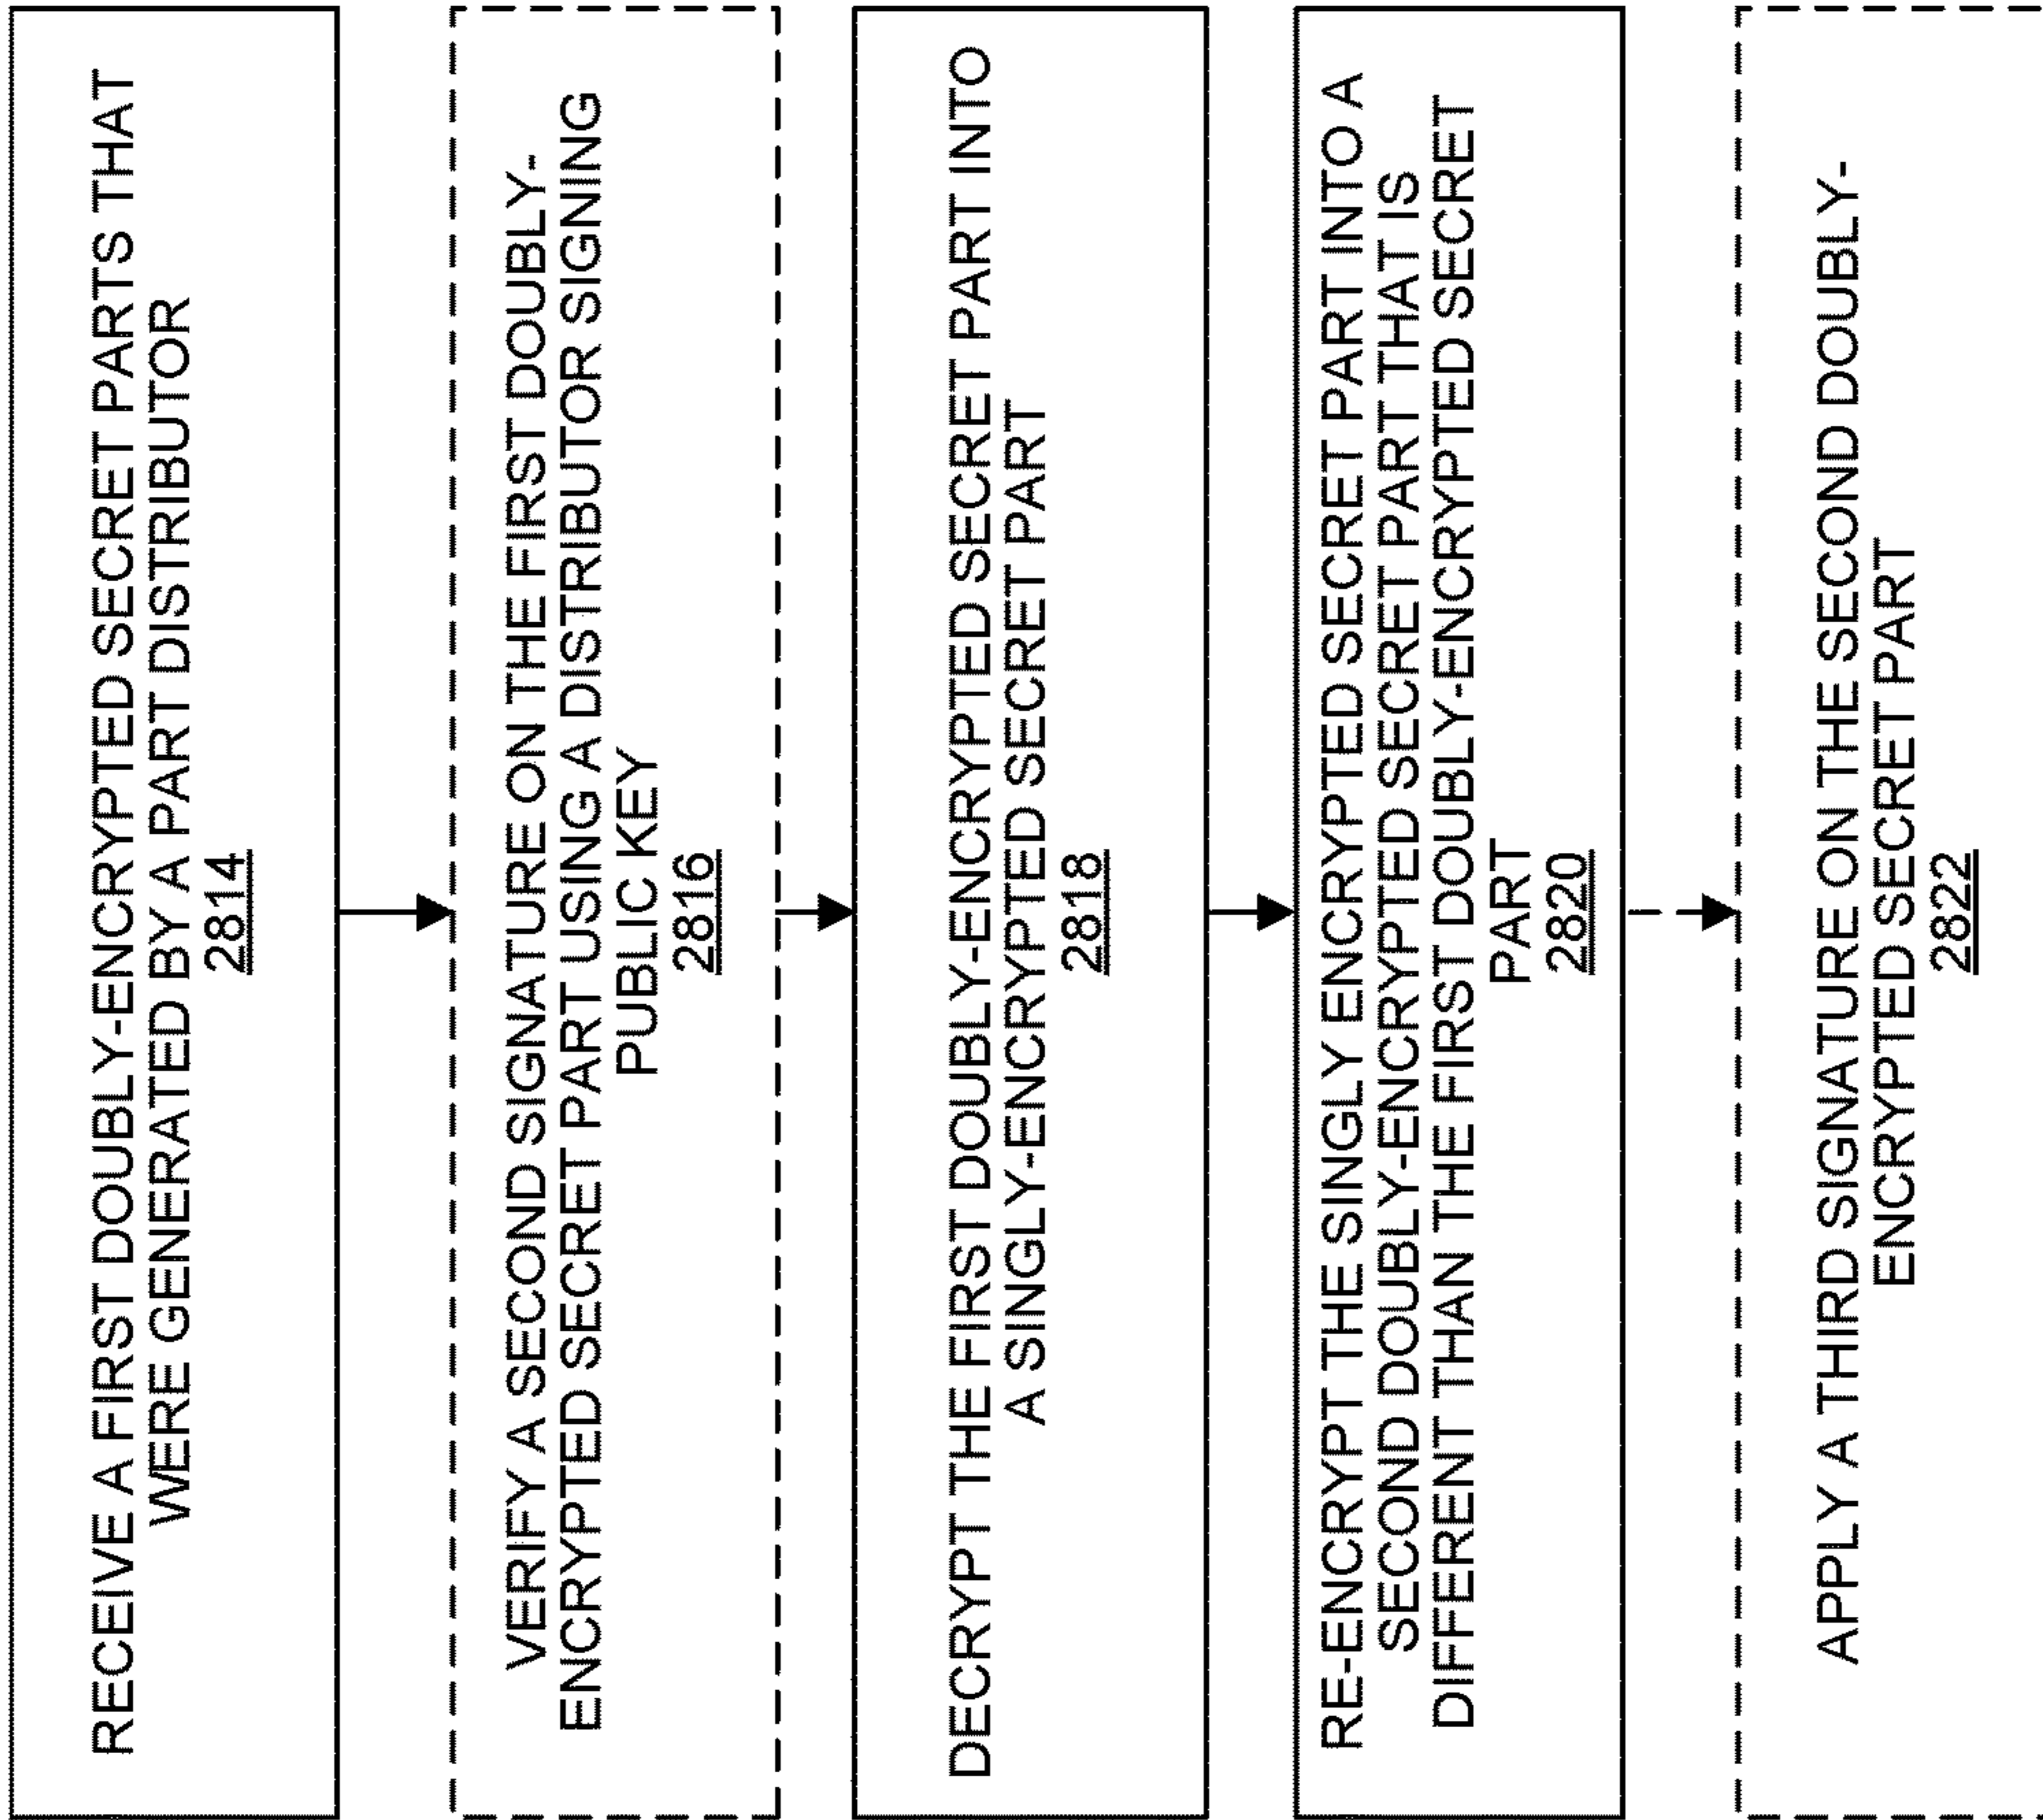 RECEIVE A FIRST DOUBLY-ENCRYPTED SECRET PARTS THAT
WERE GENERATED BY A PART DISTRIBUTOR
2814
VERIFY A SECOND SIGNATURE ON THE FIRST DOUBLY-
ENCRYPTED SECRET PART USING A DISTRIBUTOR SIGNING
PUBLIC KEY
2816
DECRYPT THE FIRST DOUBLY-ENCRYPTED SECRET PART INTO
A SINGLY-ENCRYPTED SECRET PART
2818
RE-ENCRYPT THE SINGLY ENCRYPTED SECRET PART INTO A
SECOND DOUBLY-ENCRYPTED SECRET PART THAT IS
DIFFERENT THAN THE FIRST DOUBLY-ENCRYPTED SECRET
PART
2820
APPLY A THIRD SIGNATURE ON THE SECOND DOUBLY-
ENCRYPTED SECRET PART
2822